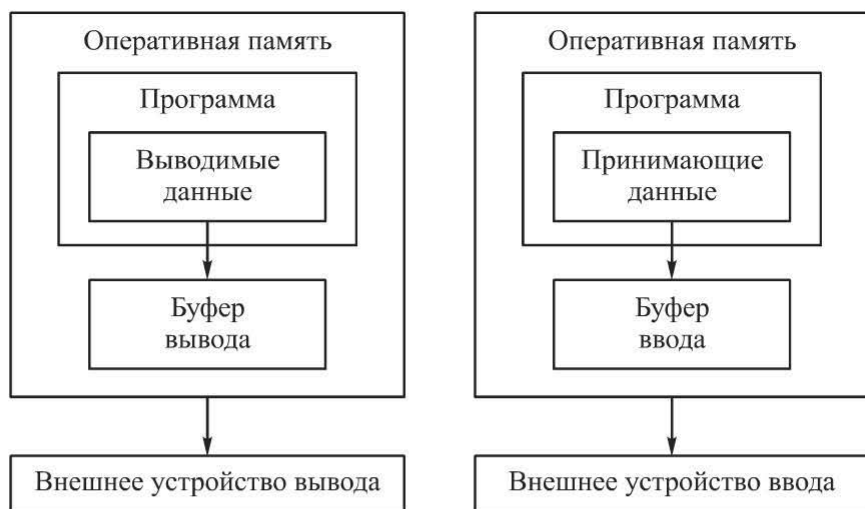 Оперативная память
Программа
Выводимые
данные
Буфер
вывода
Внешнее устройство вывода
Оперативная память
Программа
Принимающие
данные
Буфер
ввода
Внешнее устройство ввода